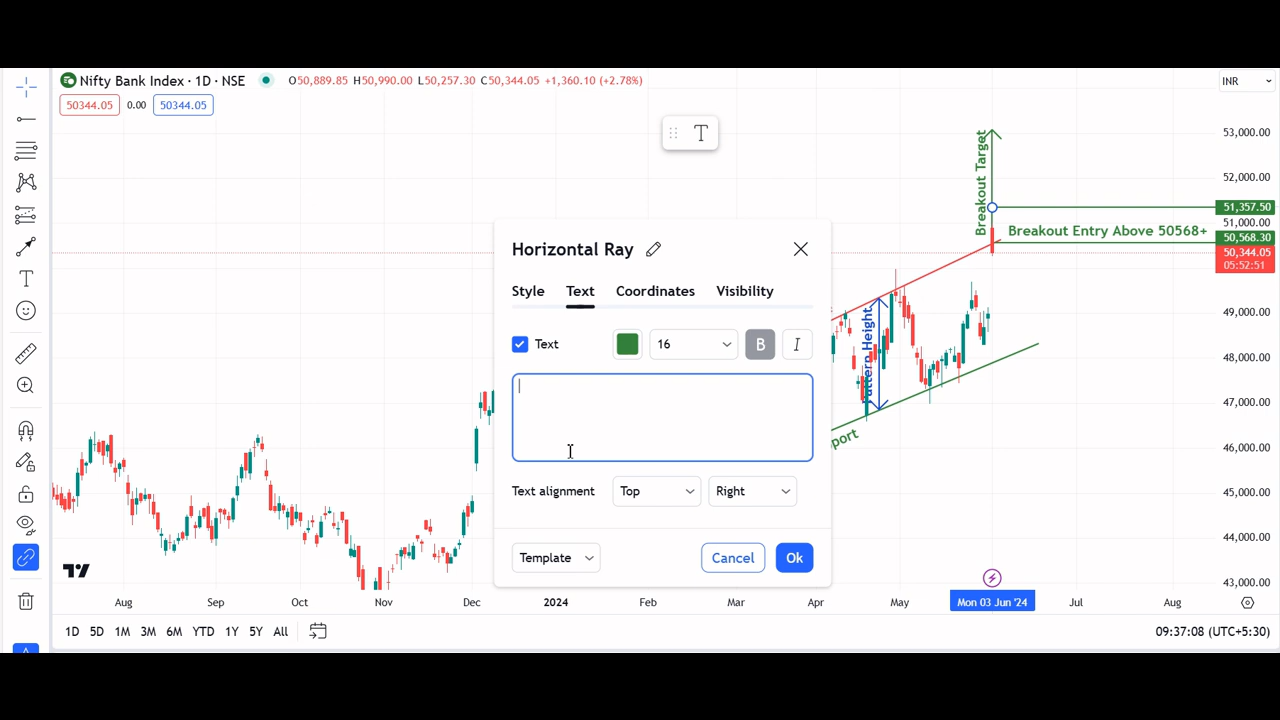 Nifty Bank Index · 1D · NSE
O50,889.85 H50,990.00 L50,257.30 C50,344.05 +1,360.10 (+2.78%)
INR
50344.05 0.00 50344.05
T
53,000.00
52,000.00
51,357.50
51,000.00
50,568.30
50,344.05
05:52:51
49,000.00
48,000.00
47,000.00
46,000.00
45,000.00
44,000.00
43,000.00
Breakout Target
Breakout Entry Above 50568+
Pattern Height
port
Horizontal Ray
Style Text Coordinates Visibility
Text 16 B I
Text alignment Top Right
Template Cancel Ok
Aug Sep Oct Nov Dec 2024 Feb Mar Apr May Mon 03 Jun '24 Jul Aug
1D 5D 1M 3M 6M YTD 1Y 5Y All
09:37:08 (UTC+5:30)